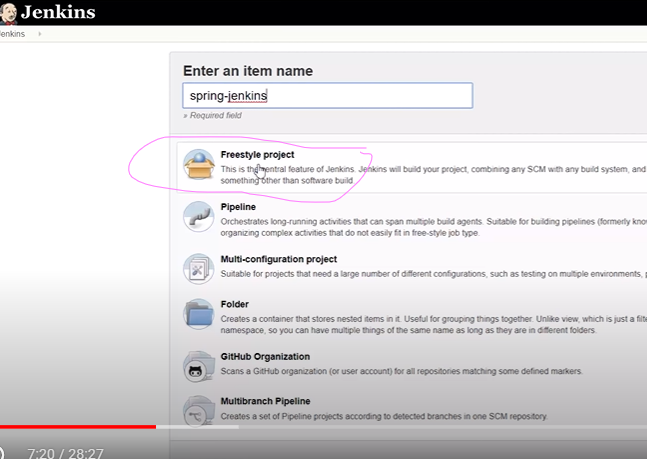 Jenkins
enkins
Enter an item name
spring-jenkins
» Required field
Freestyle project
This is the central feature of Jenkins. Jenkins will build your project, combining any SCM with any build system, and
something other than software build
Pipeline
Orchestrates long-running activities that can span multiple build agents. Suitable for building pipelines (formerly kno
organizing complex activities that do not easily fit in free-style job type.
Multi-configuration project
Suitable for projects that need a large number of different configurations, such as testing on multiple environments, p
Folder
Creates a container that stores nested items in it. Useful for grouping things together. Unlike view, which is just a filte
namespace, so you can have multiple things of the same name as long as they are in different folders.
GitHub Organization
Scans a GitHub organization (or user account) for all repositories matching some defined markers.
Multibranch Pipeline
Creates a set of Pipeline projects according to detected branches in one SCM repository.
7:20 / 28:27